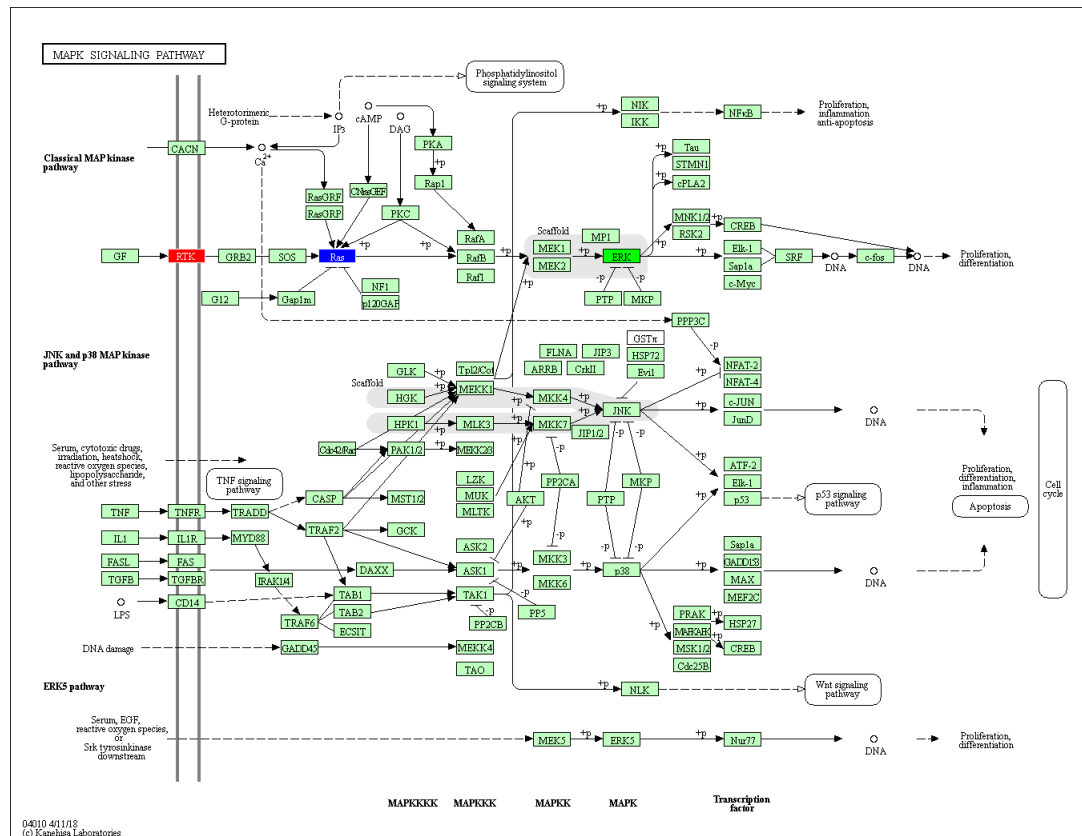 MAPK SIGNALING PATHWAY
Phosphatidylinositol
signaling system
Heterotorimeric
G-protein
IP3
cAMP
DAG
NIK
IKK
+p
NFκB
Proliferation,
inflammation
anti-apoptosis
Classical MAP kinase
pathway
CACN
Ca2+
PKA
+p
Rap1
RasGRF
RasGRP
CNrasGEF
PKC
Tau
STMN1
cPLA2
+p
+p
MNK1/2
RSK2
CREB
GF
RTK
GRB2
SOS
Ras
+p
+p
RafA
RafB
Raf1
+p
Scaffold
MEK1
MEK2
+p
MP1
ERK
+p
+p
Elk-1
Sap1a
c-Myc
SRF
DNA
c-fos
DNA
Proliferation,
differentiation
G12
Gap1m
NF1
p120GAP
-p
-p
PTP
MKP
+p
PPP3C
-p
JNK and p38 MAP kinase
pathway
GLK
HGK
HPK1
Scaffold
Tpl2/Cot
MEKK1
MLK3
MEKK2/3
FLNA
JIP3
ARRB
CrkII
GSTπ
HSP72
Evil
MKK4
MKK7
+p
+p
JNK
JIP1/2
+p
+p
NFAT-2
NFAT-4
c-JUN
JunD
DNA
Cdc42/Rac
PAK1/2
+p
+p
+p
-p
-p
-p
Serum, cytotoxic drugs,
irradiation, heatshock,
reactive oxygen species,
lipopolysaccharide,
and other stress
TNF signaling
pathway
LZK
MUK
MLTK
PP2CA
AKT
PTP
MKP
+p
ATF-2
Elk-1
p53
p53 signaling
pathway
Proliferation,
differentiation,
inflammation
Apoptosis
Cell
cycle
CASP
MST1/2
TNF
TNFR
TRADD
TRAF2
GCK
IL1
IL1R
MYD88
ASK2
ASK1
FASL
FAS
DAXX
TGFB
TGFBR
IRAK1/4
+p
-p
+p
MKK3
MKK6
-p
-p
+p
p38
+p
+p
Sap1a
GADD153
MAX
MEF2C
DNA
LPS
CD14
TAB1
TAB2
ECSIT
TRAF6
TAK1
-p
PP2CB
-p
PP5
+p
PRAK
MAPKAPK
MSK1/2
Cdc25B
+p
+p
HSP27
CREB
DNA damage
GADD45
MEKK4
TAO
ERK5 pathway
+p
NLK
Wnt signaling
pathway
Serum, EGF,
reactive oxygen species,
or
Srk tyrosinkinase
downstream
MEK5
+p
ERK5
+p
Nur77
DNA
Proliferation,
differentiation
MAPKKKK
MAPKKK
MAPKK
MAPK
Transcription
factor
04010 4/11/18
(c) Kanehisa Laboratories